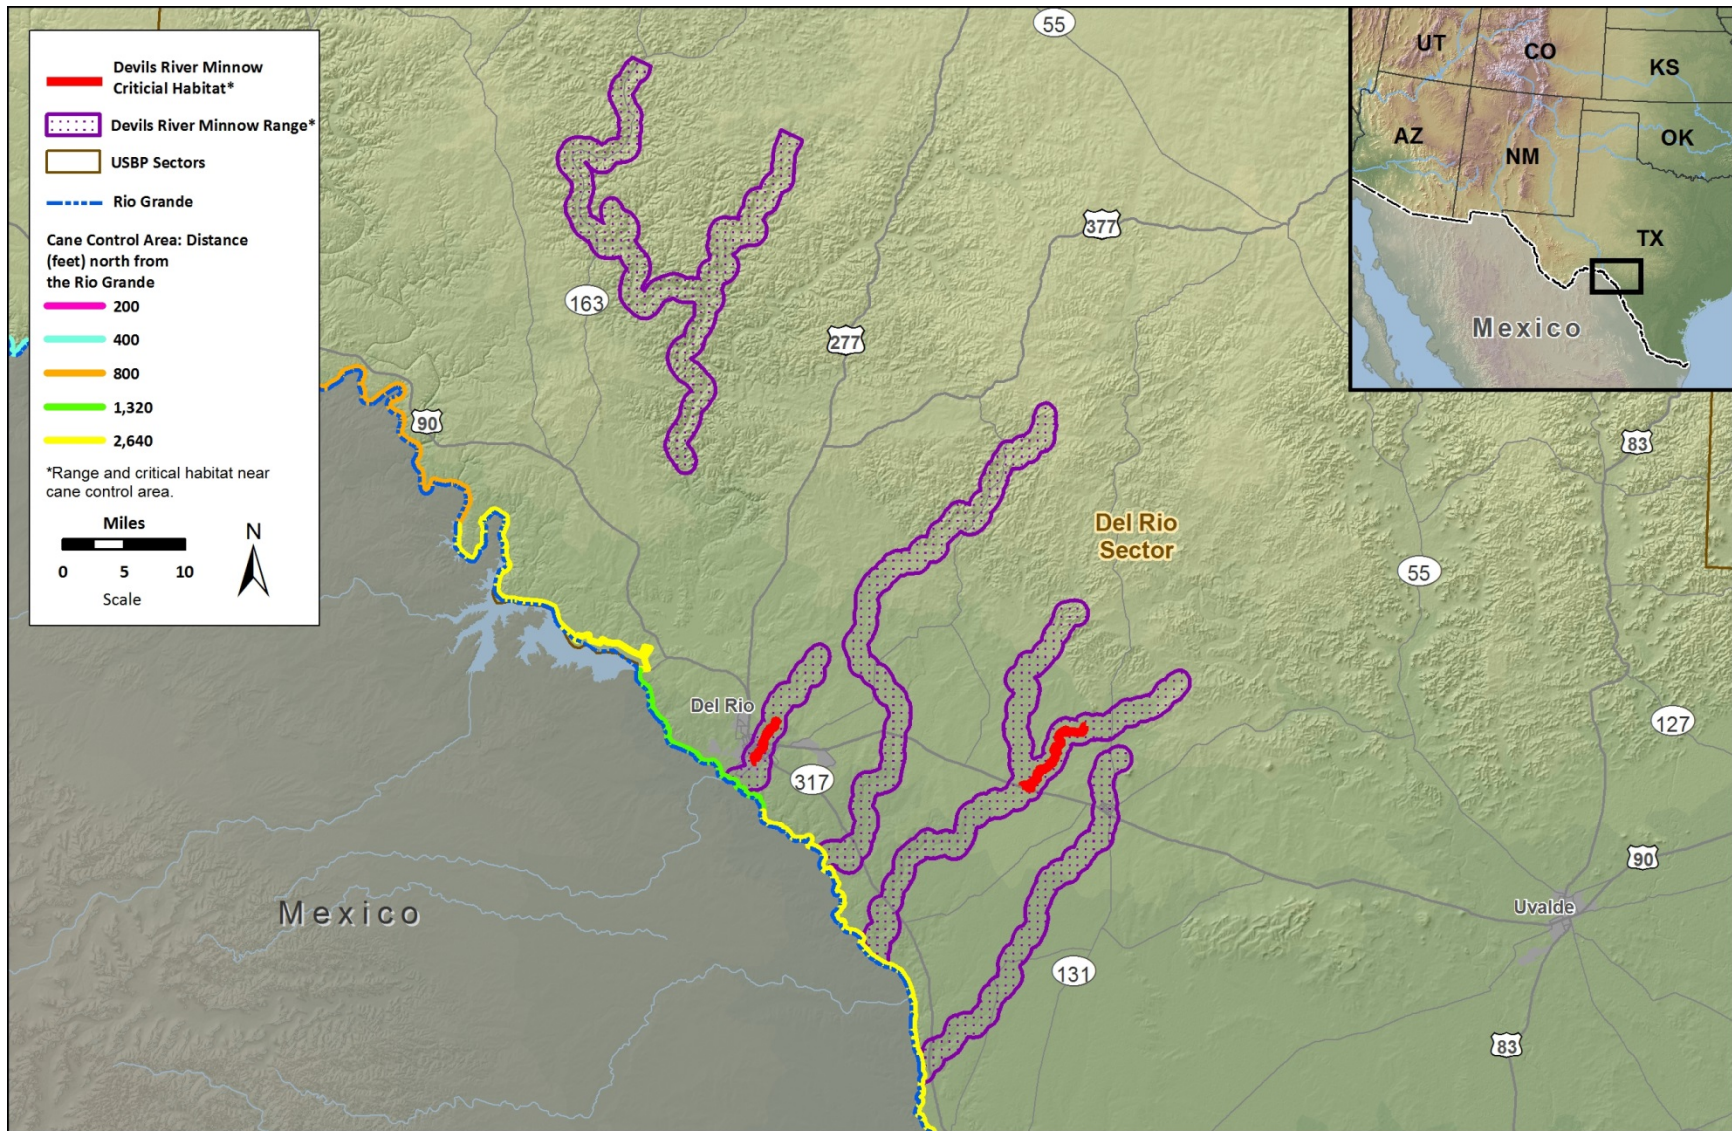 Devils River Minnow
Criticial Habitat*
Devils River Minnow Range*
USBP Sectors
Rio Grande
Cane Control Area: Distance
(feet) north from
the Rio Grande
200
400
800
1,320
2,640
*Range and critical habitat near
cane control area.
Miles
0 5 10
Scale
N
55
163
277
377
90
83
Del Rio
Sector
55
127
Del Rio
317
90
Uvalde
Mexico
131
83
UT
CO
KS
AZ
NM
OK
TX
Mexico